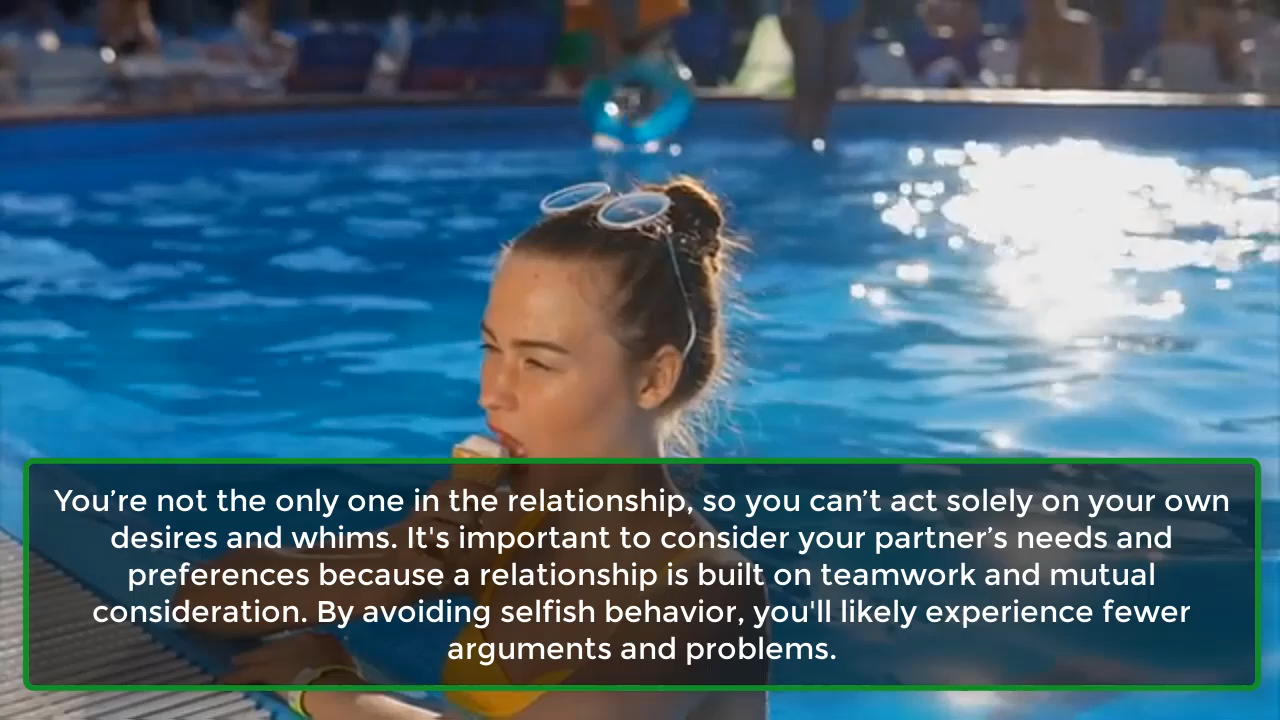 You’re not the only one in the relationship, so you can’t act solely on your own
desires and whims. It's important to consider your partner’s needs and
preferences because a relationship is built on teamwork and mutual
consideration. By avoiding selfish behavior, you'll likely experience fewer
arguments and problems.